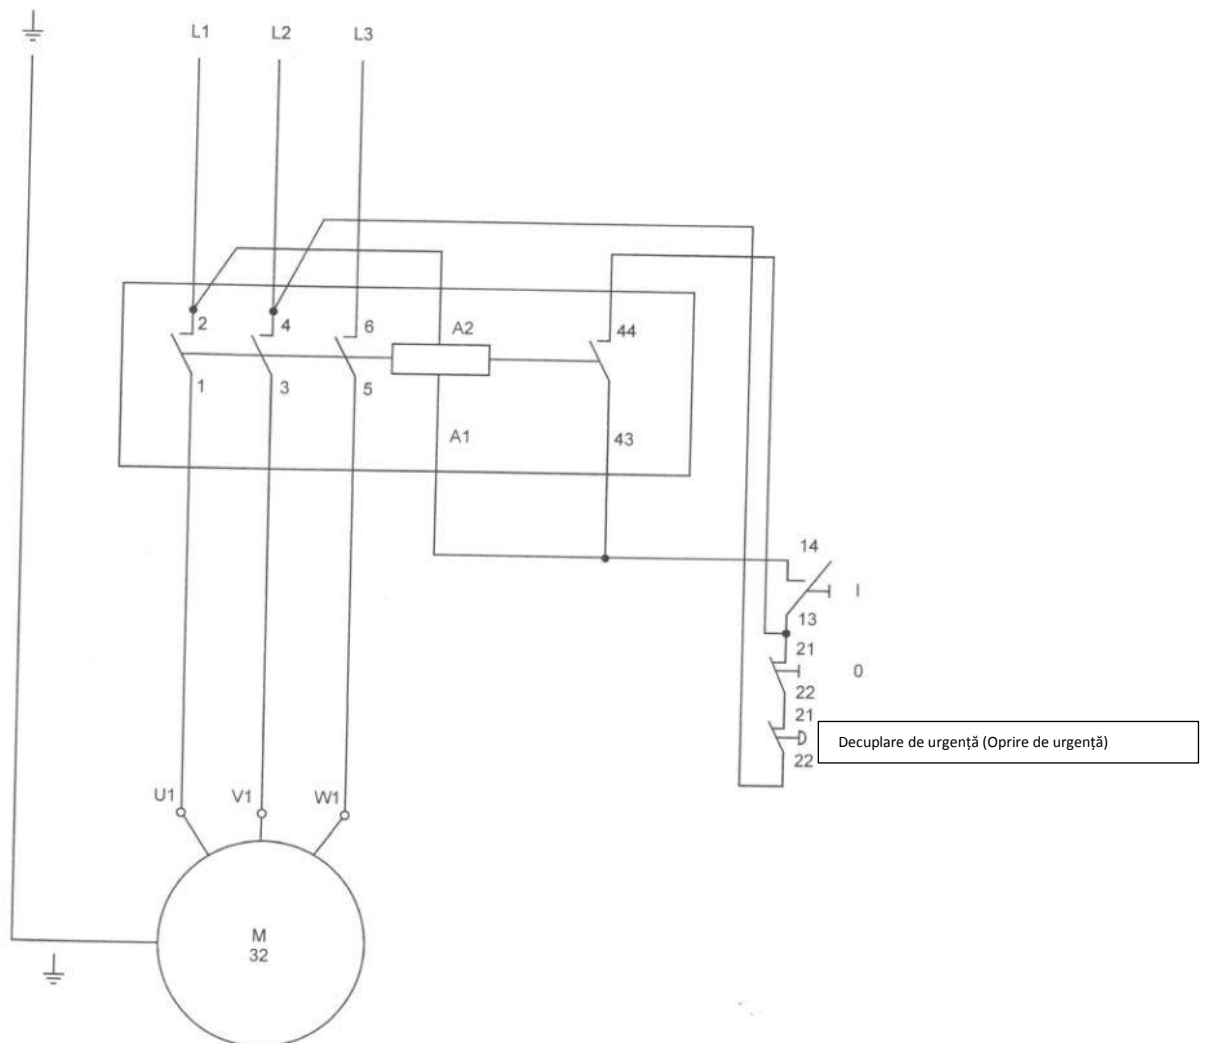 L1 L2 L3
2 4 6 A2 44
1 3 5
A1 43
14
I
13
21
0
22
21
Decuplare de urgență (Oprire de urgență)
22
U1 V1 W1
M
32